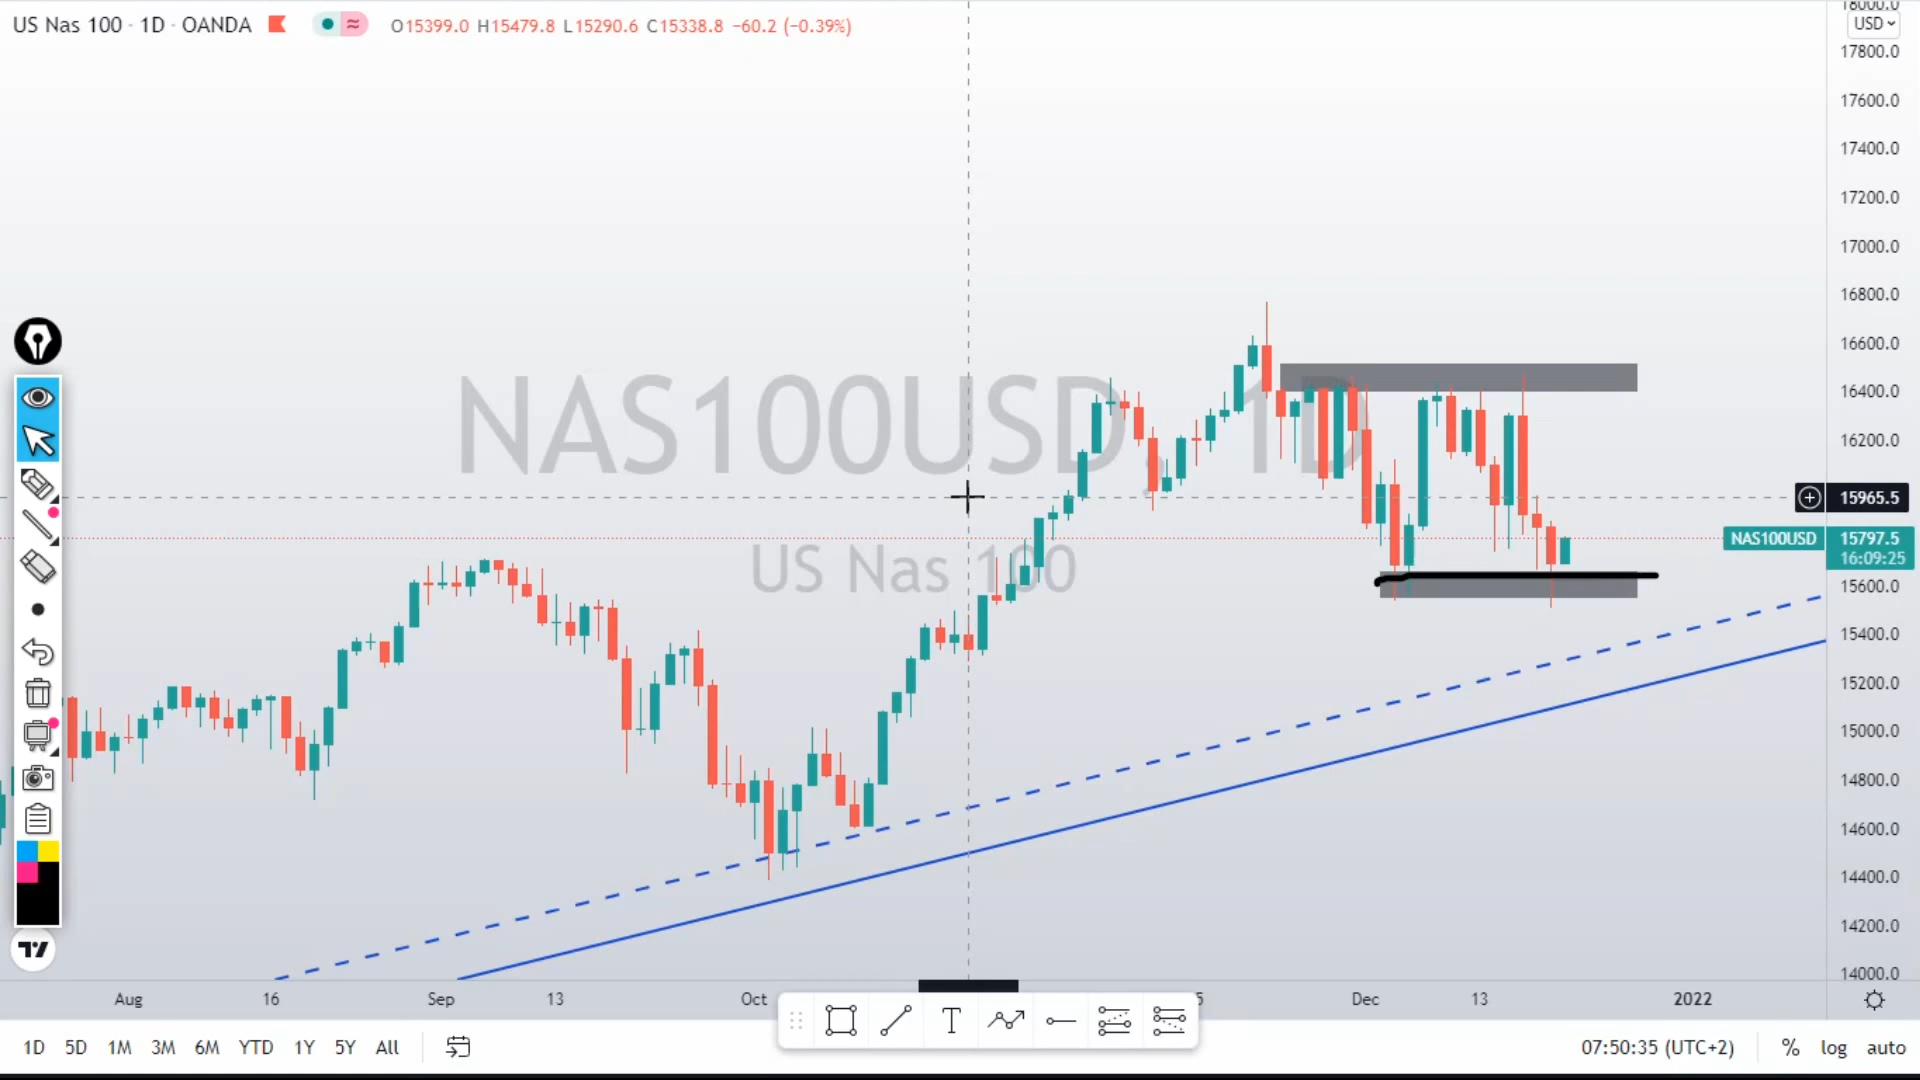 US Nas 100 · 1D · OANDA
O15399.0 H15479.8 L15290.6 C15338.8 −60.2 (−0.39%)
18000.0
USD
17800.0
17600.0
17400.0
17200.0
17000.0
16800.0
16600.0
16400.0
16200.0
15965.5
NAS100USD 15797.5
16:09:25
15600.0
15400.0
15200.0
15000.0
14800.0
14600.0
14400.0
14200.0
14000.0
NAS100USD, 1D
US Nas 100
Aug 16 Sep 13 Oct Dec 13 2022
T
1D 5D 1M 3M 6M YTD 1Y 5Y All
07:50:35 (UTC+2) % log auto